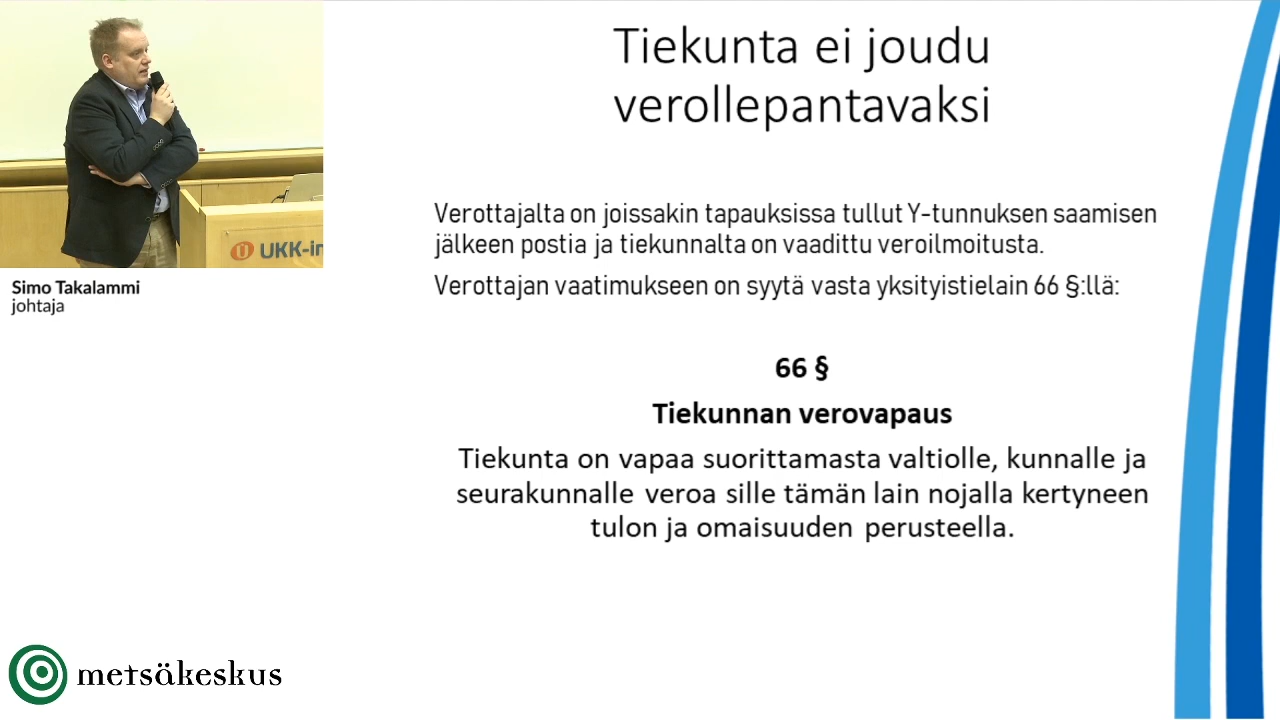 Tiekunta ei joudu
verollepantavaksi
Verottajalta on joissakin tapauksissa tullut Y-tunnuksen saamisen
jälkeen postia ja tiekunnalta on vaadittu veroilmoitusta.
Verottajan vaatimukseen on syytä vasta yksityistielain 66 §:llä:
66 §
Tiekunnan verovapaus
Tiekunta on vapaa suorittamasta valtiolle, kunnalle ja
seurakunnalle veroa sille tämän lain nojalla kertyneen
tulon ja omaisuuden perusteella.
UKK-in
Simo Takalammi
johtaja
metsäkeskus